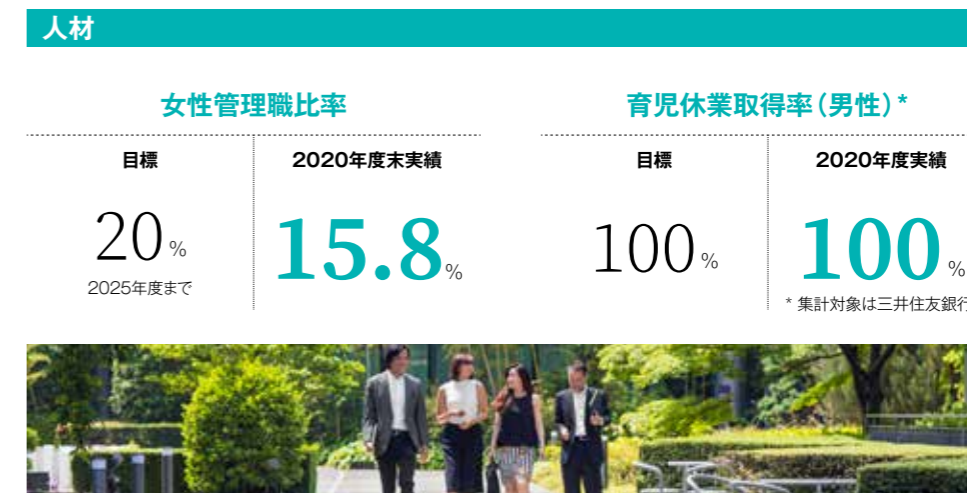 人材
女性管理職比率
目標
20%
2025年度まで
2020年度末実績
15.8%
育児休業取得率(男性)*
目標
100%
2020年度実績
100%
* 集計対象は三井住友銀行